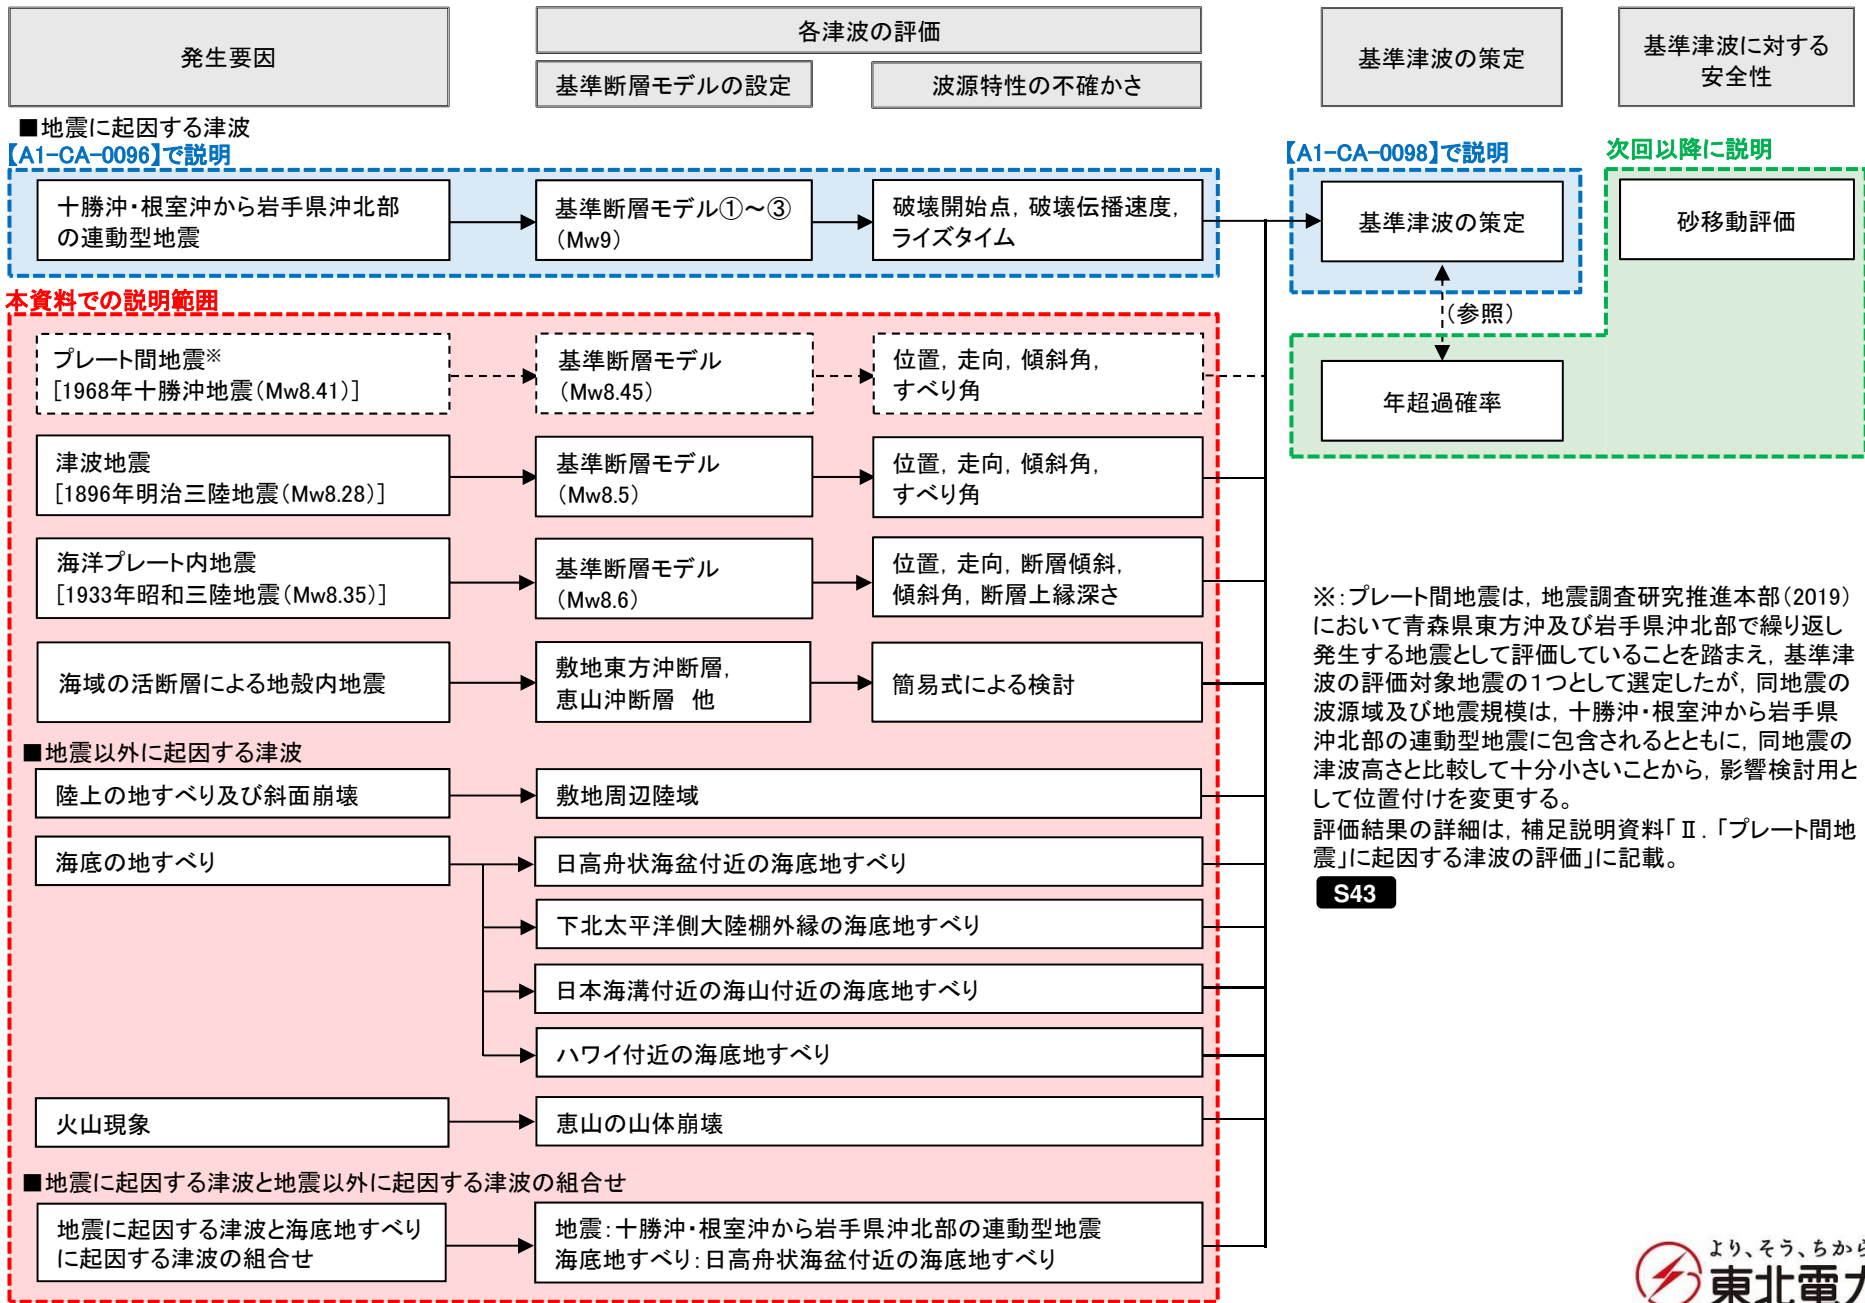 発生要因
各津波の評価
基準断層モデルの設定
波源特性の不確かさ
基準津波の策定
基準津波に対する
安全性
■地震に起因する津波
【A1-CA-0096】で説明
【A1-CA-0098】で説明
次回以降に説明
十勝沖・根室沖から岩手県沖北部
の連動型地震
基準断層モデル①～③
(Mw9)
破壊開始点, 破壊伝播速度,
ライズタイム
基準津波の策定
砂移動評価
(参照)
年超過確率
本資料での説明範囲
プレート間地震※
[1968年十勝沖地震(Mw8.41)]
基準断層モデル
(Mw8.45)
位置, 走向, 傾斜角,
すべり角
津波地震
[1896年明治三陸地震(Mw8.28)]
基準断層モデル
(Mw8.5)
位置, 走向, 傾斜角,
すべり角
海洋プレート内地震
[1933年昭和三陸地震(Mw8.35)]
基準断層モデル
(Mw8.6)
位置, 走向, 断層傾斜,
傾斜角, 断層上縁深さ
海域の活断層による地殻内地震
敷地東方沖断層,
恵山沖断層 他
簡易式による検討
■地震以外に起因する津波
陸上の地すべり及び斜面崩壊
敷地周辺陸域
海底の地すべり
日高舟状海盆付近の海底地すべり
下北太平洋側大陸棚外縁の海底地すべり
日本海溝付近の海山付近の海底地すべり
ハワイ付近の海底地すべり
火山現象
恵山の山体崩壊
■地震に起因する津波と地震以外に起因する津波の組合せ
地震に起因する津波と海底地すべり
に起因する津波の組合せ
地震:十勝沖・根室沖から岩手県沖北部の連動型地震
海底地すべり:日高舟状海盆付近の海底地すべり
※:プレート間地震は, 地震調査研究推進本部(2019)
において青森県東方沖及び岩手県沖北部で繰り返し
発生する地震として評価していることを踏まえ, 基準津
波の評価対象地震の1つとして選定したが, 同地震の
波源域及び地震規模は, 十勝沖・根室沖から岩手県
沖北部の連動型地震に包含されるとともに, 同地震の
津波高さと比較して十分小さいことから, 影響検討用と
して位置付けを変更する。
評価結果の詳細は, 補足説明資料「Ⅱ.「プレート間地
震」に起因する津波の評価」に記載。
S43
より、そう、ちから
東北電力